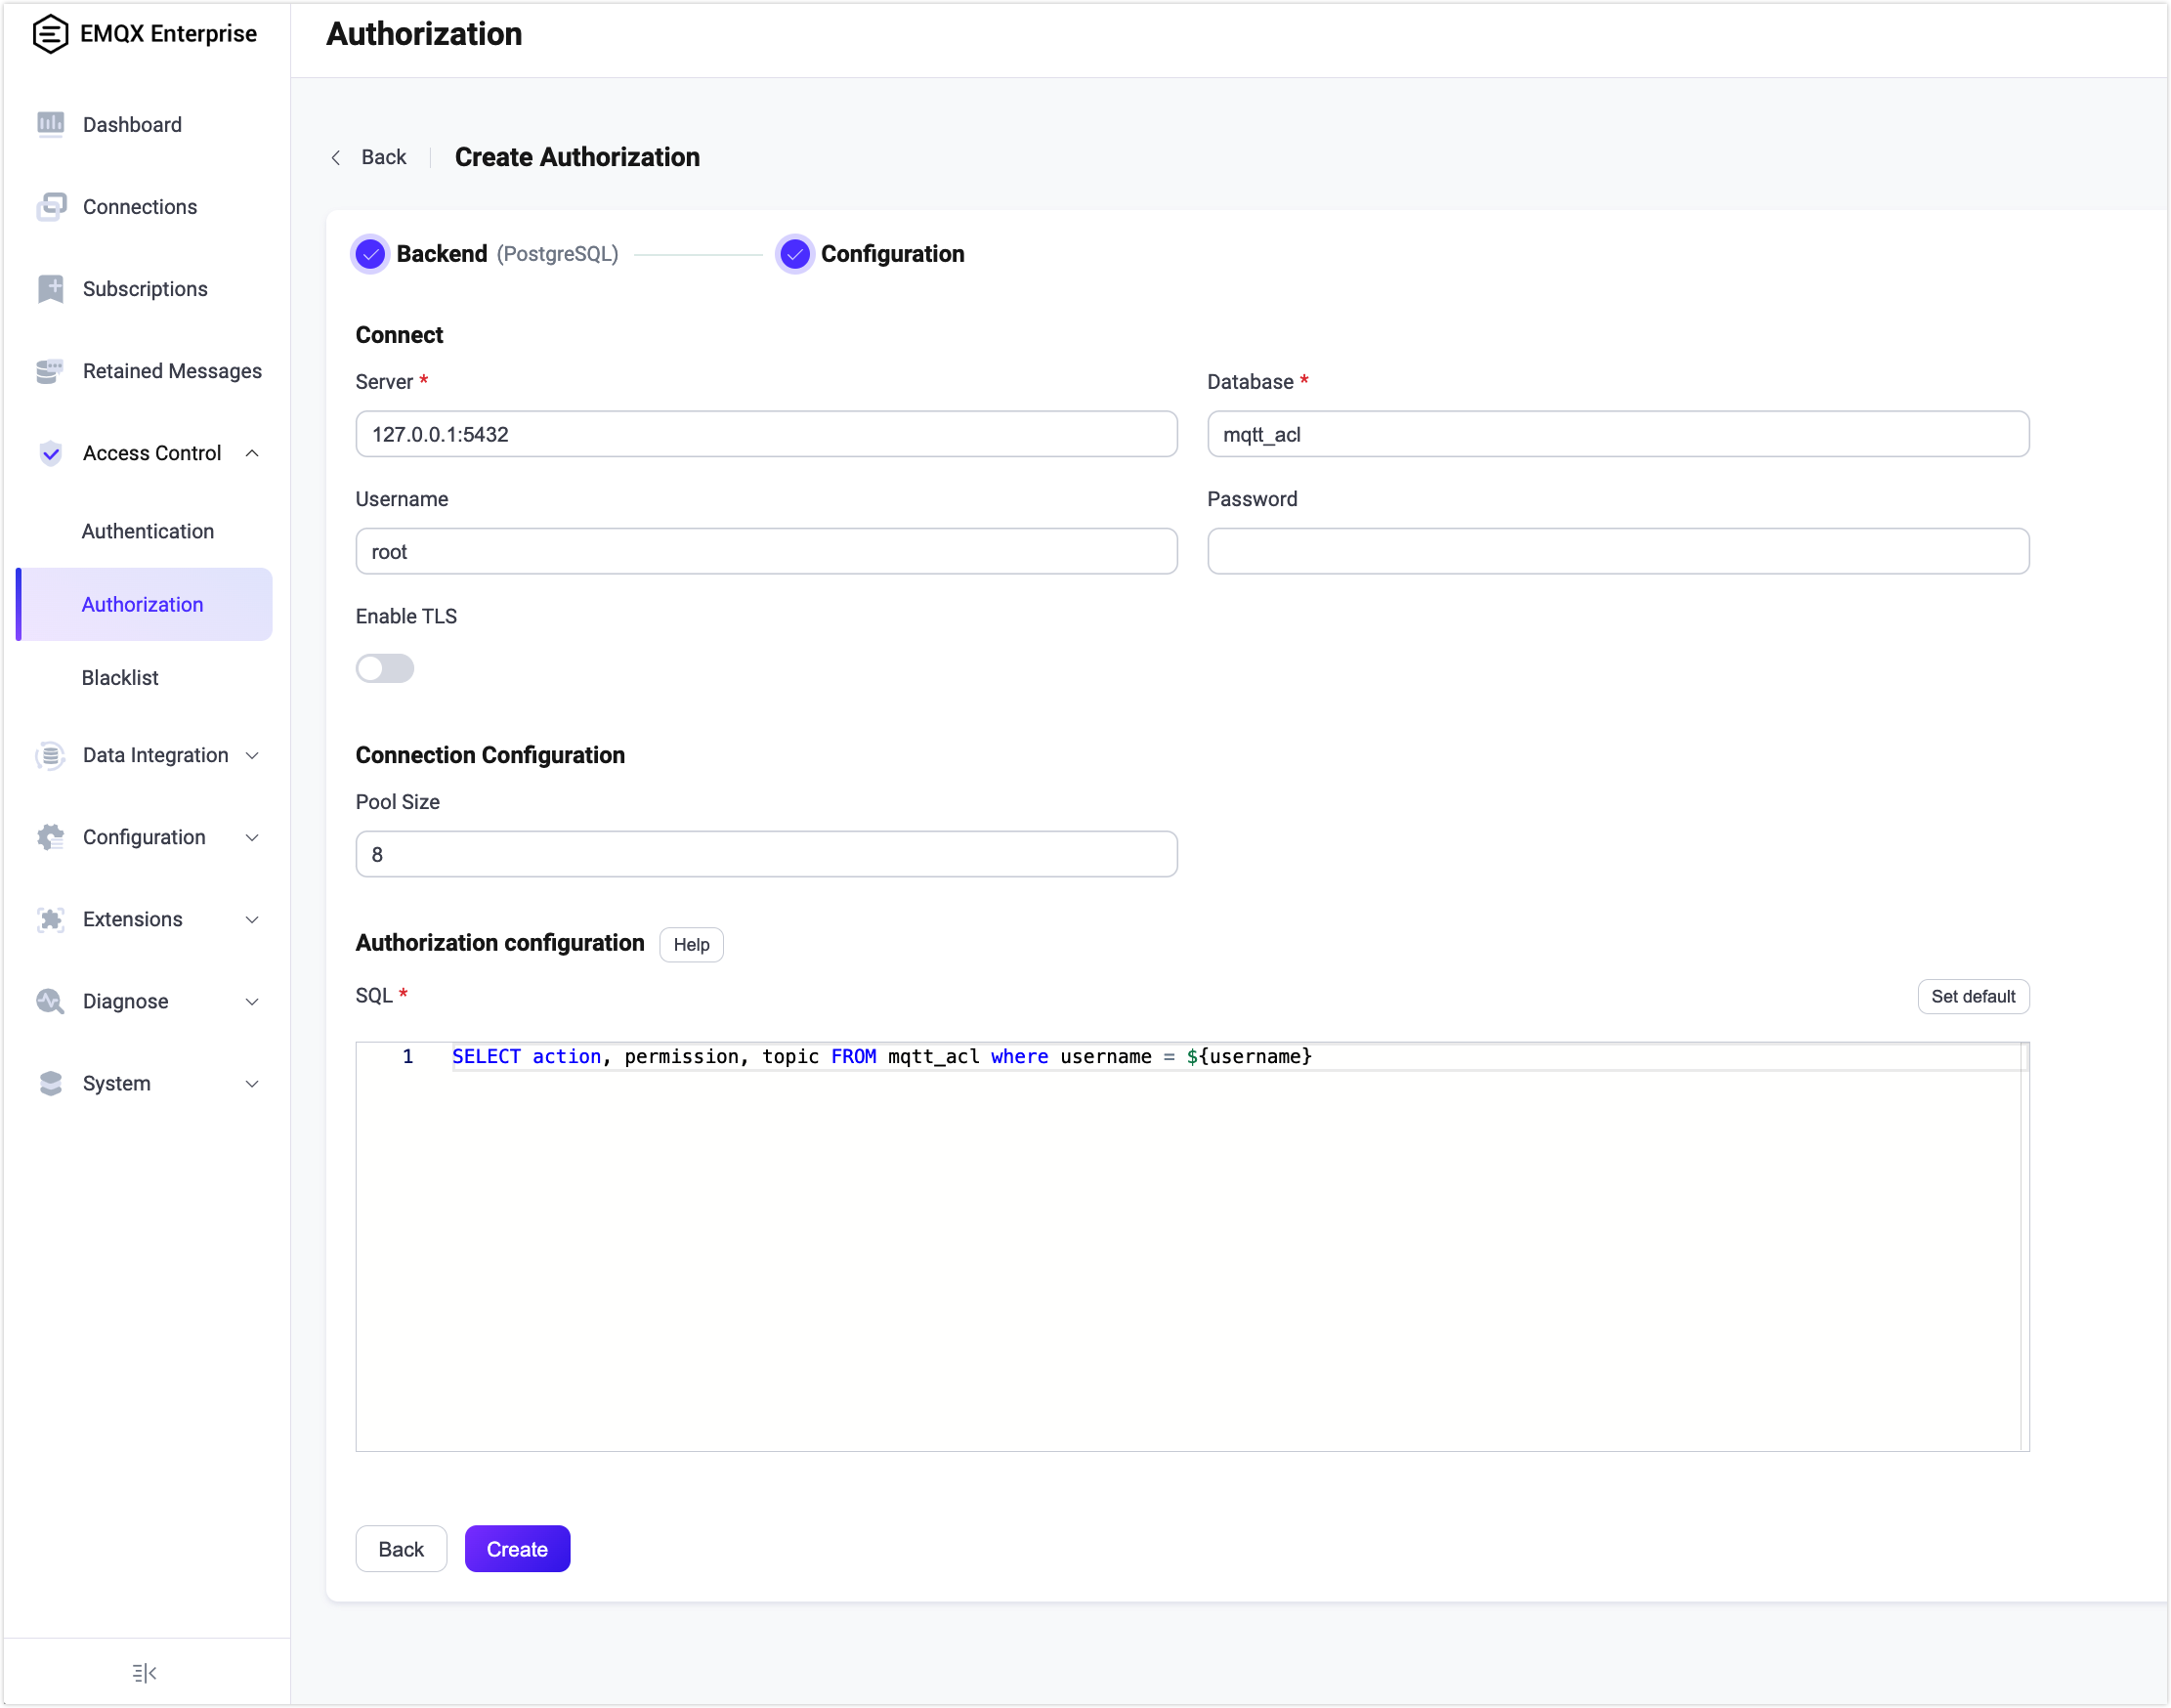 EMQX Enterprise
Dashboard
Connections
Subscriptions
Retained Messages
Access Control
Authentication
Authorization
Blacklist
Data Integration
Configuration
Extensions
Diagnose
System
Authorization
Back
Create Authorization
Backend (PostgreSQL)
Configuration
Connect
Server *
Database *
127.0.0.1:5432
mqtt_acl
Username
Password
root
Enable TLS
Connection Configuration
Pool Size
8
Authorization configuration Help
SQL *
Set default
1 SELECT action, permission, topic FROM mqtt_acl where username = ${username}
Back
Create